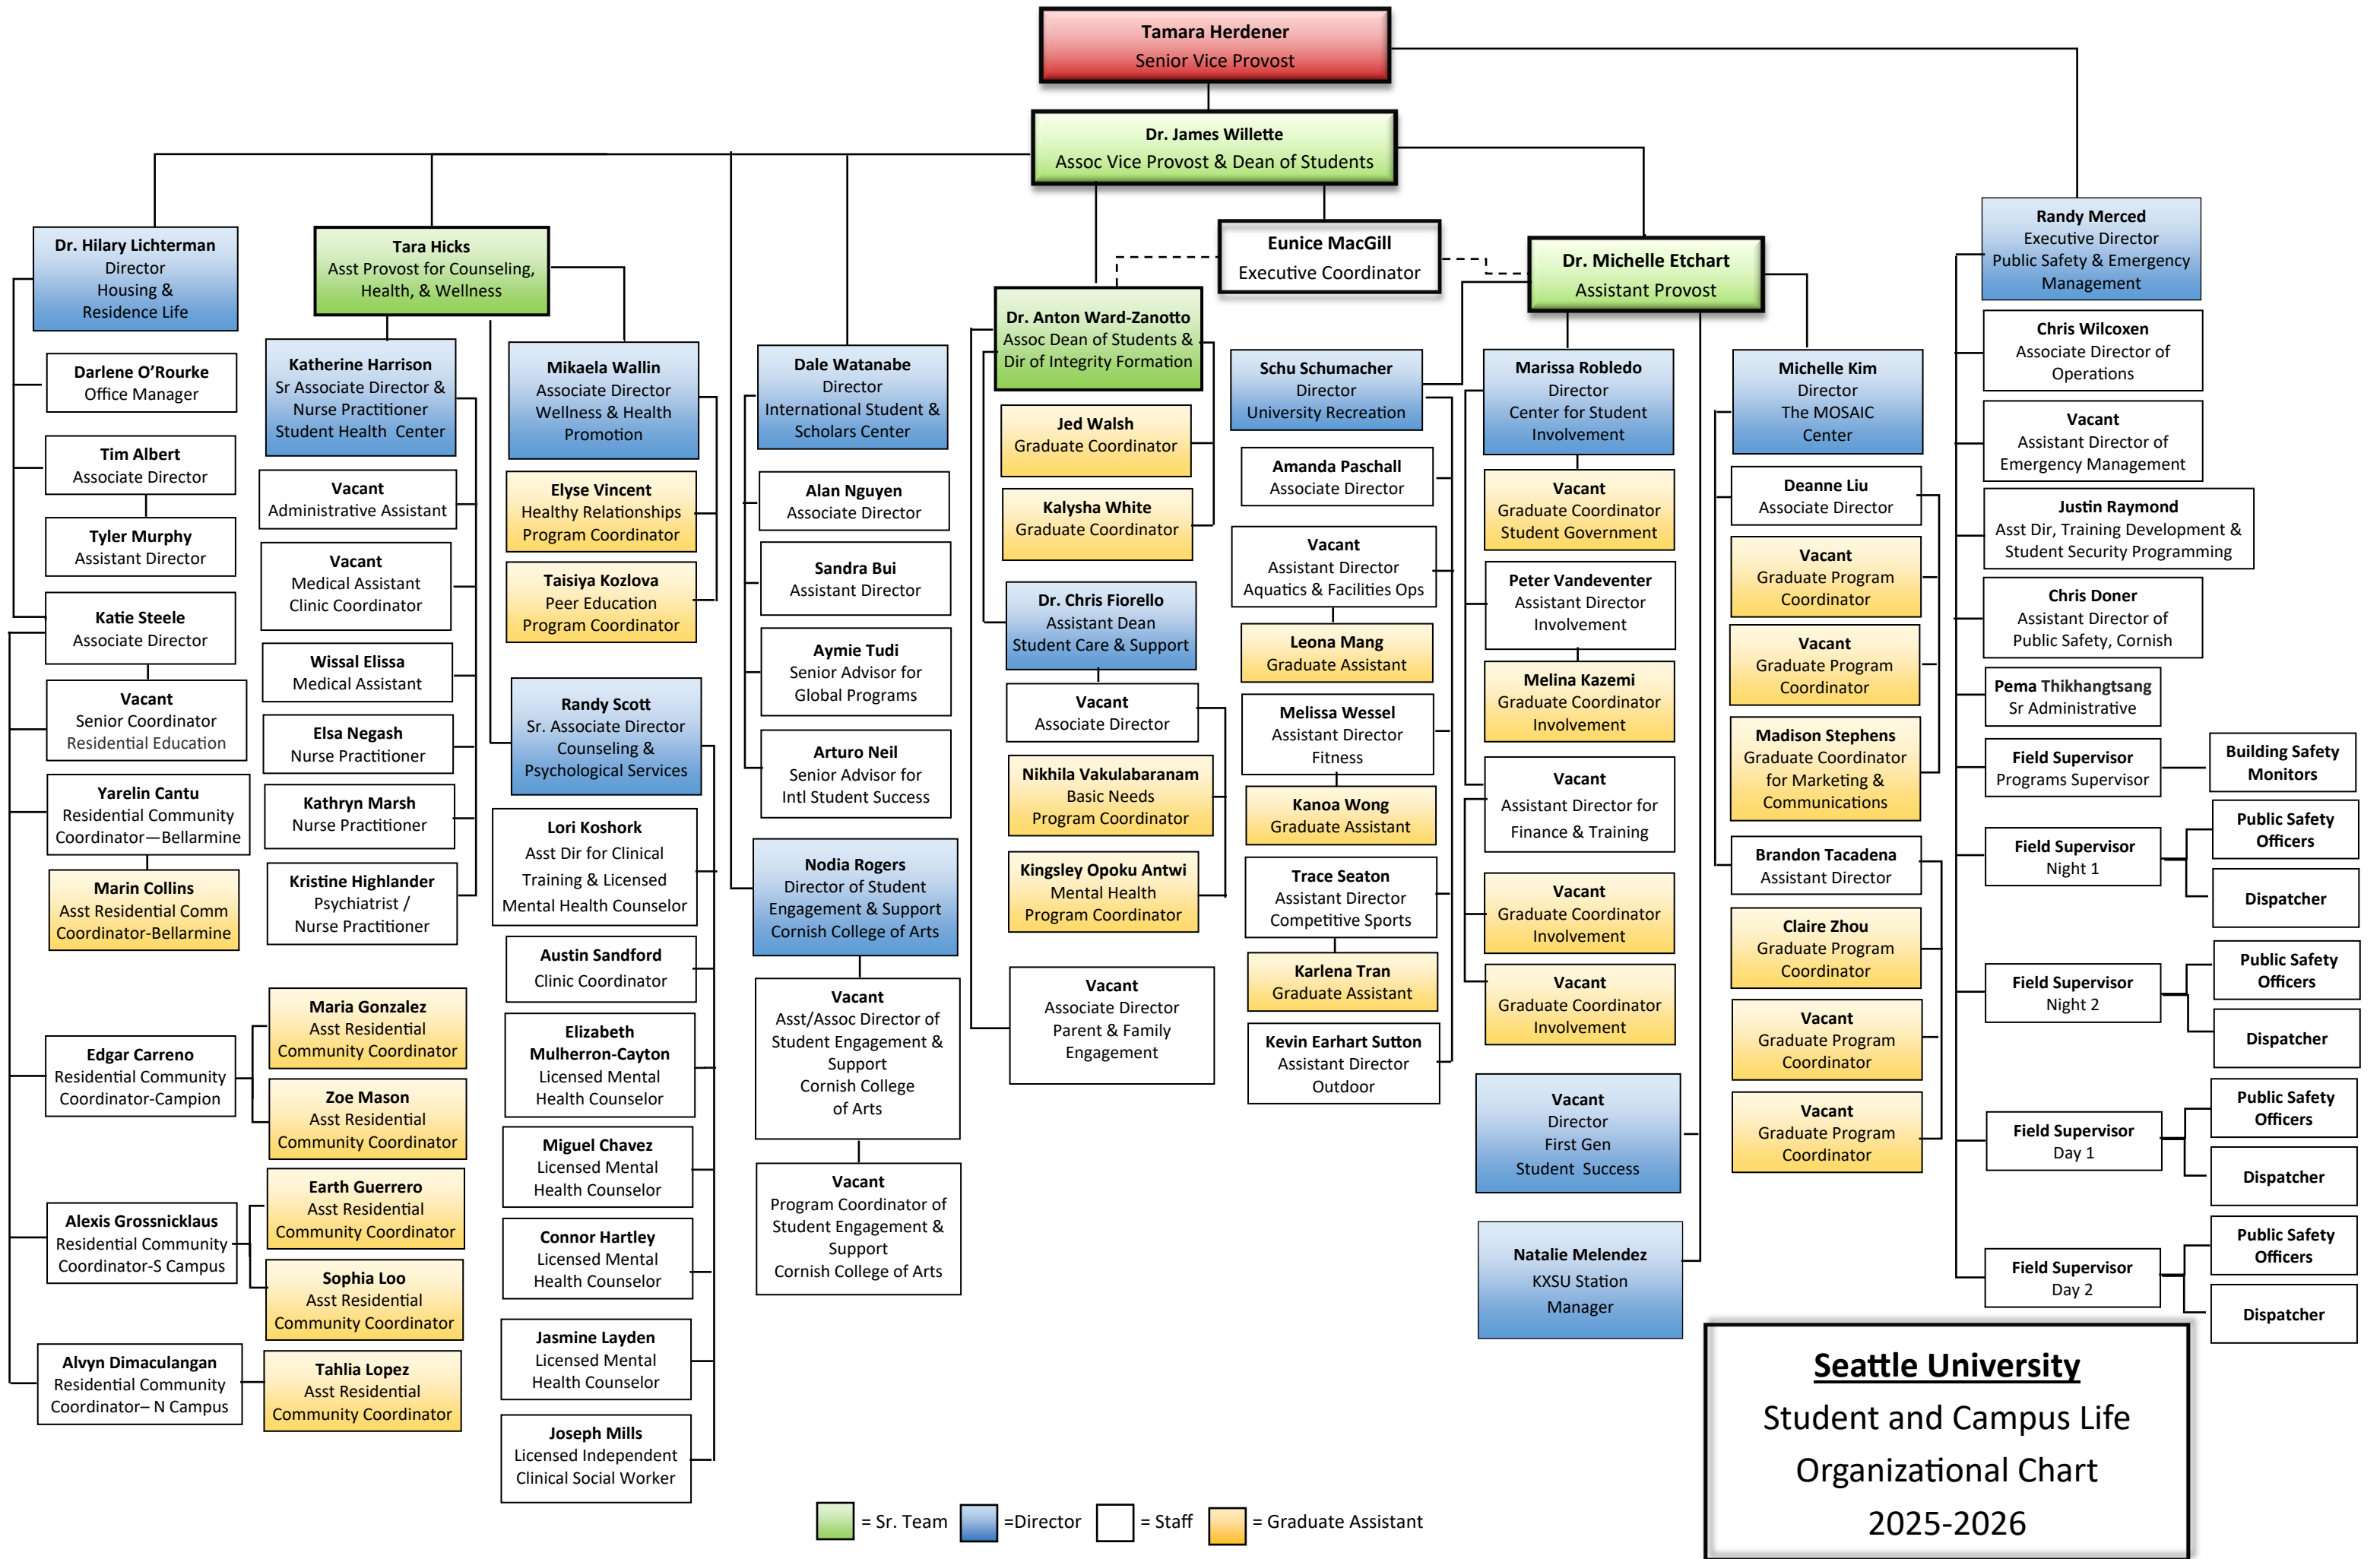 Tamara Herdener
Senior Vice Provost
Dr. James Willette
Assoc Vice Provost & Dean of Students
Eunice MacGill
Executive Coordinator
Dr. Hilary Lichterman
Director
Housing &
Residence Life
Darlene O’Rourke
Office Manager
Tim Albert
Associate Director
Tyler Murphy
Assistant Director
Katie Steele
Associate Director
Vacant
Senior Coordinator
Residential Education
Yarelin Cantu
Residential Community
Coordinator—Bellarmine
Marin Collins
Asst Residential Comm
Coordinator-Bellarmine
Edgar Carreno
Residential Community
Coordinator-Campion
Maria Gonzalez
Asst Residential
Community Coordinator
Zoe Mason
Asst Residential
Community Coordinator
Alexis Grossnicklaus
Residential Community
Coordinator-S Campus
Earth Guerrero
Asst Residential
Community Coordinator
Sophia Loo
Asst Residential
Community Coordinator
Alvyn Dimaculangan
Residential Community
Coordinator– N Campus
Tahlia Lopez
Asst Residential
Community Coordinator
Tara Hicks
Asst Provost for Counseling,
Health, & Wellness
Katherine Harrison
Sr Associate Director &
Nurse Practitioner
Student Health Center
Vacant
Administrative Assistant
Vacant
Medical Assistant
Clinic Coordinator
Wissal Elissa
Medical Assistant
Elsa Negash
Nurse Practitioner
Kathryn Marsh
Nurse Practitioner
Kristine Highlander
Psychiatrist /
Nurse Practitioner
Mikaela Wallin
Associate Director
Wellness & Health
Promotion
Elyse Vincent
Healthy Relationships
Program Coordinator
Taisiya Kozlova
Peer Education
Program Coordinator
Randy Scott
Sr. Associate Director
Counseling &
Psychological Services
Lori Koshork
Asst Dir for Clinical
Training & Licensed
Mental Health Counselor
Austin Sandford
Clinic Coordinator
Elizabeth
Mulherron-Cayton
Licensed Mental
Health Counselor
Miguel Chavez
Licensed Mental
Health Counselor
Connor Hartley
Licensed Mental
Health Counselor
Jasmine Layden
Licensed Mental
Health Counselor
Joseph Mills
Licensed Independent
Clinical Social Worker
Dale Watanabe
Director
International Student &
Scholars Center
Alan Nguyen
Associate Director
Sandra Bui
Assistant Director
Aymie Tudi
Senior Advisor for
Global Programs
Arturo Neil
Senior Advisor for
Intl Student Success
Nodia Rogers
Director of Student
Engagement & Support
Cornish College of Arts
Vacant
Asst/Assoc Director of
Student Engagement &
Support
Cornish College
of Arts
Vacant
Program Coordinator of
Student Engagement &
Support
Cornish College of Arts
Dr. Anton Ward-Zanotto
Assoc Dean of Students &
Dir of Integrity Formation
Jed Walsh
Graduate Coordinator
Kalysha White
Graduate Coordinator
Dr. Chris Fiorello
Assistant Dean
Student Care & Support
Vacant
Associate Director
Nikhila Vakulabaranam
Basic Needs
Program Coordinator
Kingsley Opoku Antwi
Mental Health
Program Coordinator
Vacant
Associate Director
Parent & Family
Engagement
Dr. Michelle Etchart
Assistant Provost
Schu Schumacher
Director
University Recreation
Amanda Paschall
Associate Director
Vacant
Assistant Director
Aquatics & Facilities Ops
Leona Mang
Graduate Assistant
Melissa Wessel
Assistant Director
Fitness
Kanoa Wong
Graduate Assistant
Trace Seaton
Assistant Director
Competitive Sports
Karlena Tran
Graduate Assistant
Kevin Earhart Sutton
Assistant Director
Outdoor
Marissa Robledo
Director
Center for Student
Involvement
Vacant
Graduate Coordinator
Student Government
Peter Vandeventer
Assistant Director
Involvement
Melina Kazemi
Graduate Coordinator
Involvement
Vacant
Assistant Director for
Finance & Training
Vacant
Graduate Coordinator
Involvement
Vacant
Graduate Coordinator
Involvement
Vacant
Director
First Gen
Student Success
Natalie Melendez
KXSU Station
Manager
Michelle Kim
Director
The MOSAIC
Center
Deanne Liu
Associate Director
Vacant
Graduate Program
Coordinator
Vacant
Graduate Program
Coordinator
Madison Stephens
Graduate Coordinator
for Marketing &
Communications
Brandon Tacadena
Assistant Director
Claire Zhou
Graduate Program
Coordinator
Vacant
Graduate Program
Coordinator
Vacant
Graduate Program
Coordinator
Randy Merced
Executive Director
Public Safety & Emergency
Management
Chris Wilcoxen
Associate Director of
Operations
Vacant
Assistant Director of
Emergency Management
Justin Raymond
Asst Dir, Training Development &
Student Security Programming
Chris Doner
Assistant Director of
Public Safety, Cornish
Pema Thikhangtsang
Sr Administrative
Field Supervisor
Programs Supervisor
Building Safety
Monitors
Field Supervisor
Night 1
Public Safety
Officers
Dispatcher
Field Supervisor
Night 2
Public Safety
Officers
Dispatcher
Field Supervisor
Day 1
Public Safety
Officers
Dispatcher
Field Supervisor
Day 2
Public Safety
Officers
Dispatcher
= Sr. Team
=Director
= Staff
= Graduate Assistant
Seattle University
Student and Campus Life
Organizational Chart
2025-2026